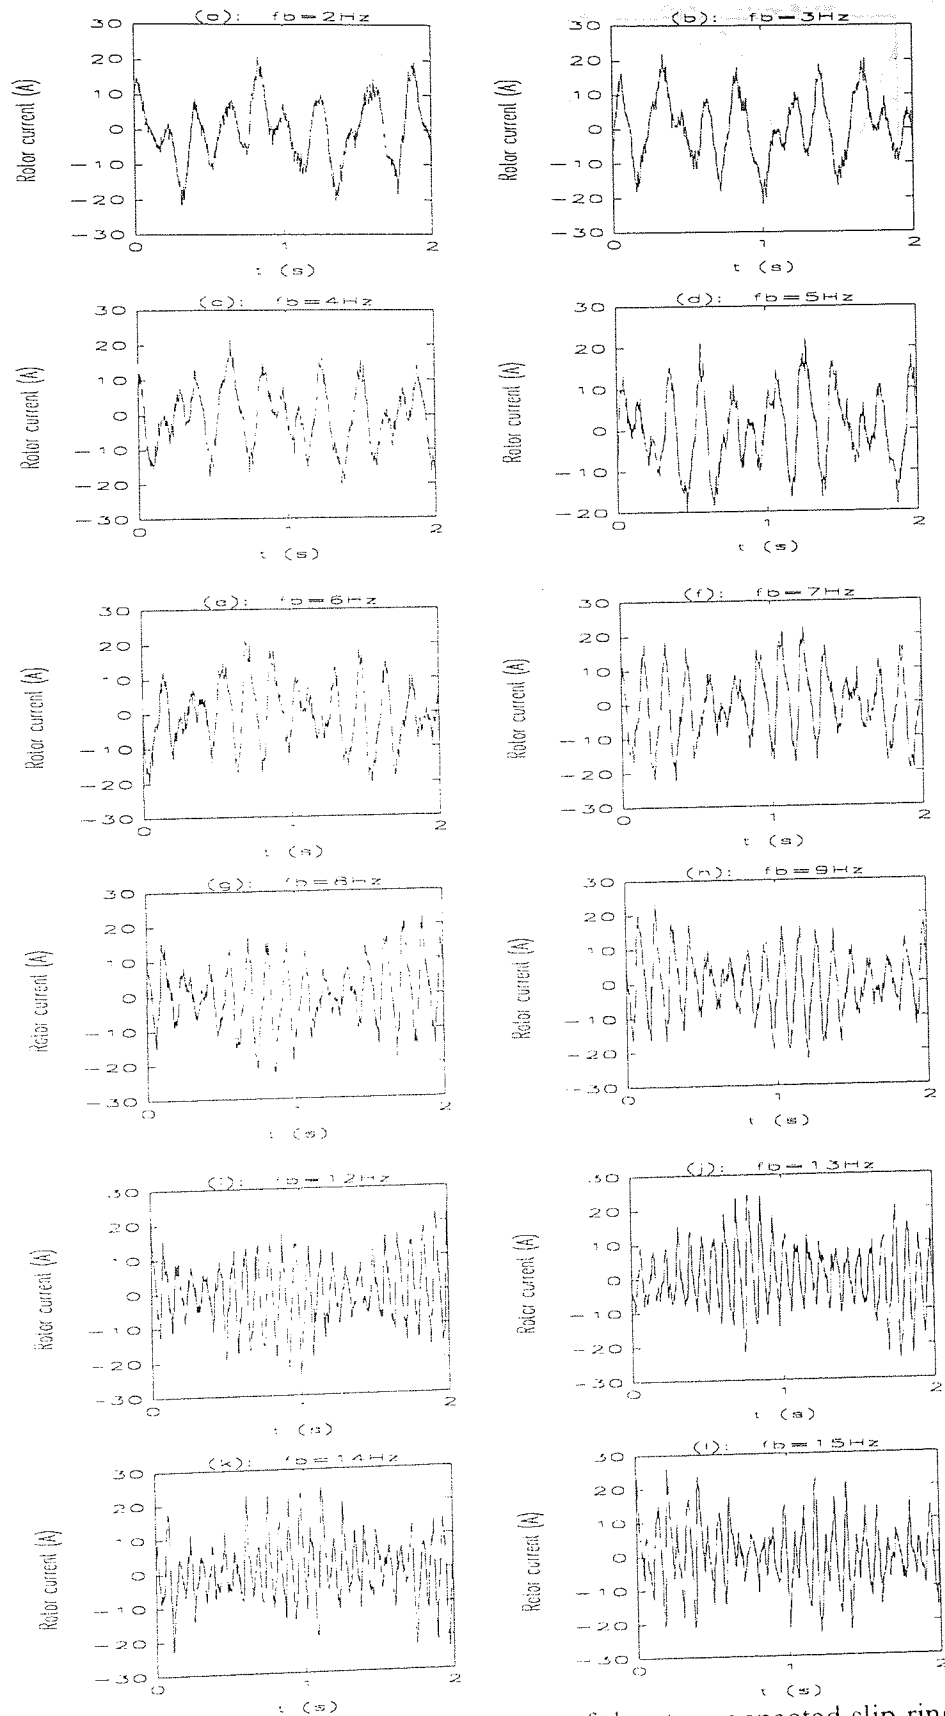 (a): fb=2Hz
30
20
10
0
-10
-20
-30
Rotor current (A)
0 1 2
t (s)
(b): fb=3Hz
30
20
10
0
-10
-20
-30
Rotor current (A)
0 1 2
t (s)
(c): fb=4Hz
30
20
10
0
-10
-20
-30
Rotor current (A)
0 1 2
t (s)
(d): fb=5Hz
30
20
10
0
-10
-20
Rotor current (A)
0 1 2
t (s)
(e): fb=6Hz
30
20
10
0
-10
-20
-30
Rotor current (A)
0 1 2
t (s)
(f): fb=7Hz
30
20
10
0
-10
-20
-30
Rotor current (A)
0 1 2
t (s)
(g): fb=8Hz
30
20
10
0
-10
-20
-30
Rotor current (A)
0 1 2
t (s)
(h): fb=9Hz
30
20
10
0
-10
-20
-30
Rotor current (A)
0 1 2
t (s)
(i): fb=12Hz
30
20
10
0
-10
-20
-30
Rotor current (A)
0 1 2
t (s)
(j): fb=13Hz
30
20
10
0
-10
-20
-30
Rotor current (A)
0 1 2
t (s)
(k): fb=14Hz
30
20
10
0
-10
-20
-30
Rotor current (A)
0 1 2
t (s)
(l): fb=15Hz
30
20
10
0
-10
-20
-30
Rotor current (A)
0 1 2
t (s)
slip ring